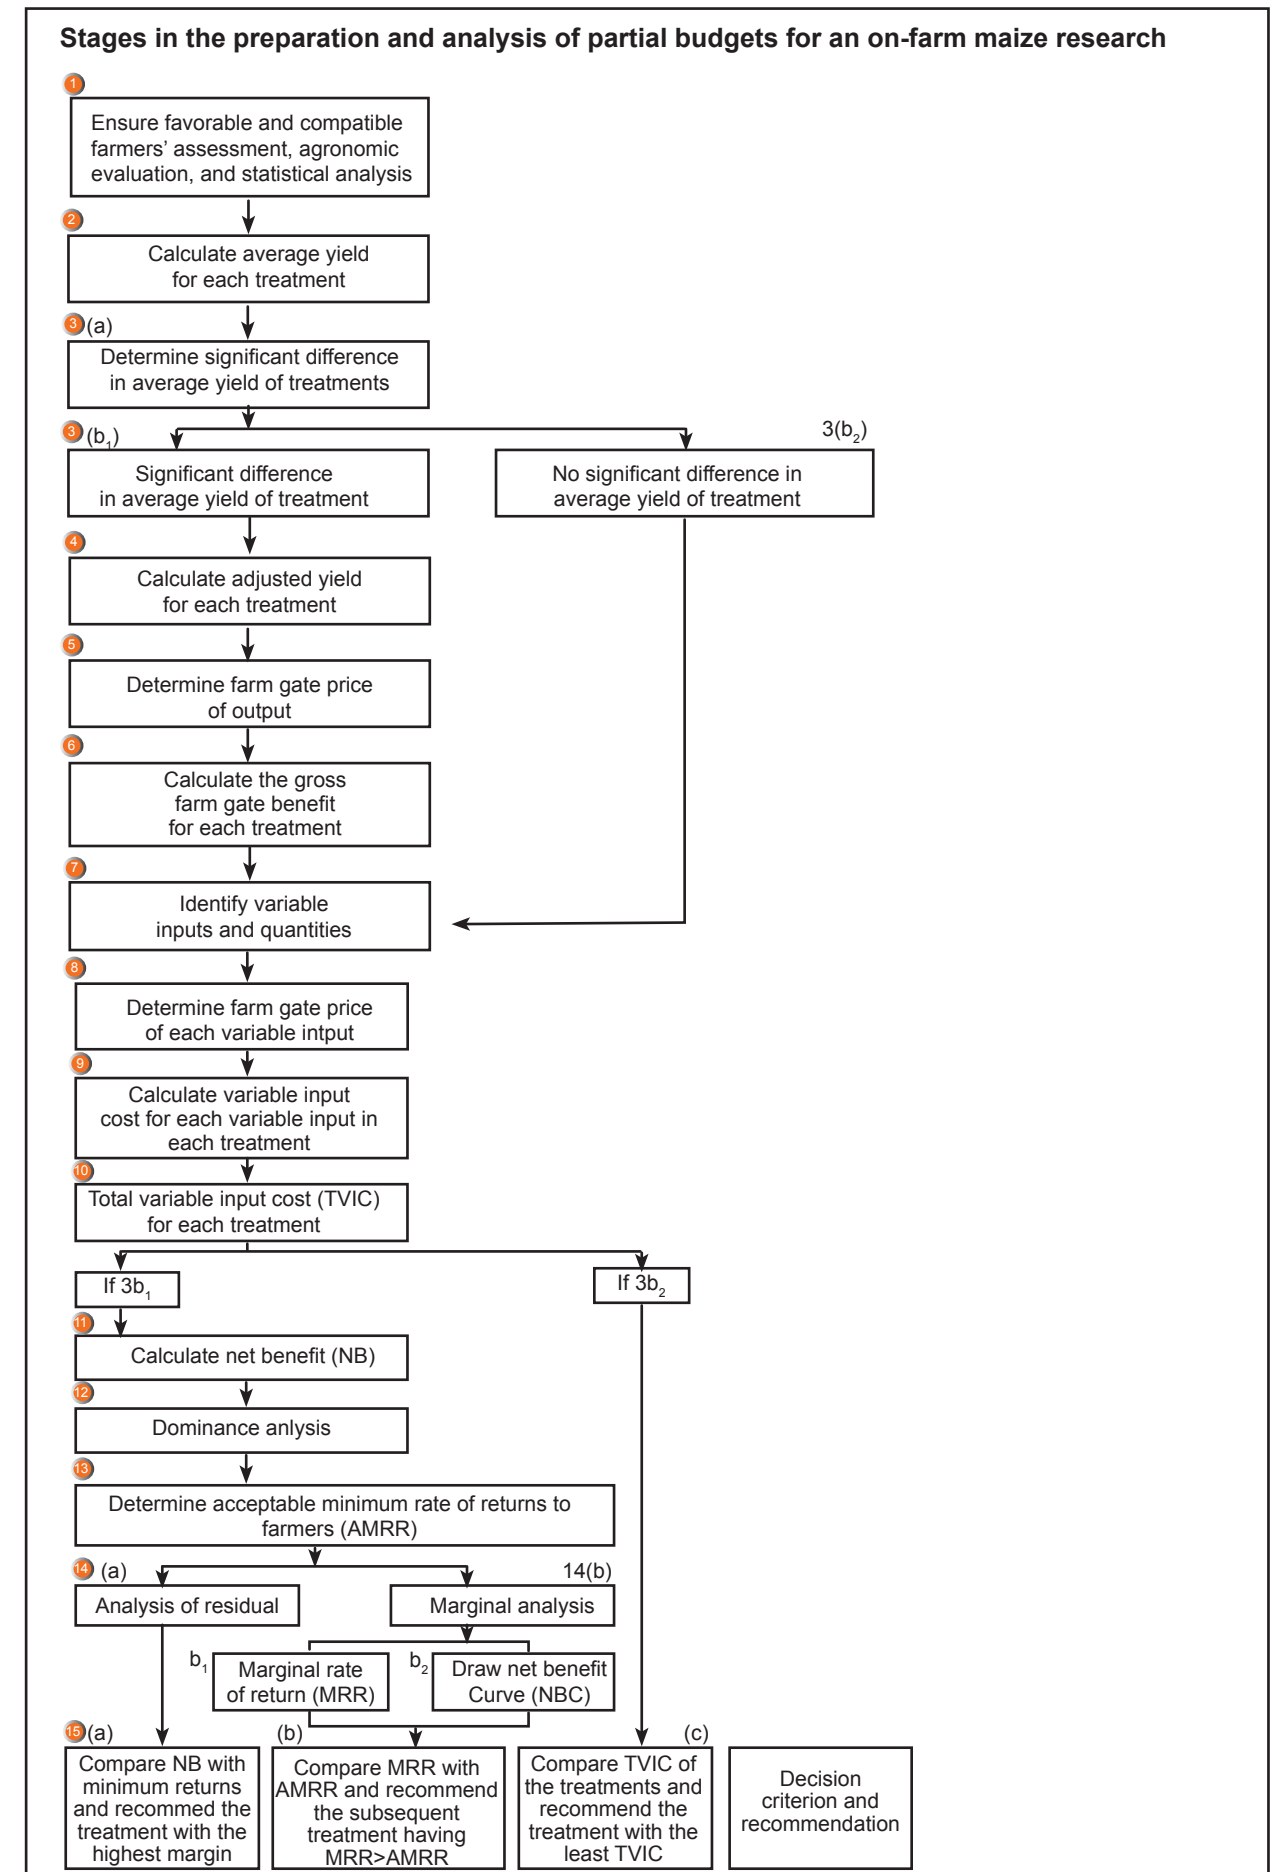 Stages in the preparation and analysis of partial budgets for an on-farm maize research
1
Ensure favorable and compatible
farmers' assessment, agronomic
evaluation, and statistical analysis
2
Calculate average yield
for each treatment
3 (a)
Determine significant difference
in average yield of treatments
3 (b1)
Significant difference
in average yield of treatment
3(b2)
No significant difference in
average yield of treatment
4
Calculate adjusted yield
for each treatment
5
Determine farm gate price
of output
6
Calculate the gross
farm gate benefit
for each treatment
7
Identify variable
inputs and quantities
8
Determine farm gate price
of each variable intput
9
Calculate variable input
cost for each variable input in
each treatment
10
Total variable input cost (TVIC)
for each treatment
If 3b1
If 3b2
11
Calculate net benefit (NB)
12
Dominance anlysis
13
Determine acceptable minimum rate of returns to
farmers (AMRR)
14 (a)
Analysis of residual
14(b)
Marginal analysis
b1
Marginal rate
of return (MRR)
b2
Draw net benefit
Curve (NBC)
15 (a)
Compare NB with
minimum returns
and recommed the
treatment with the
highest margin
(b)
Compare MRR with
AMRR and recommend
the subsequent
treatment having
MRR>AMRR
(c)
Compare TVIC of
the treatments and
recommend the
treatment with the
least TVIC
Decision
criterion and
recommendation